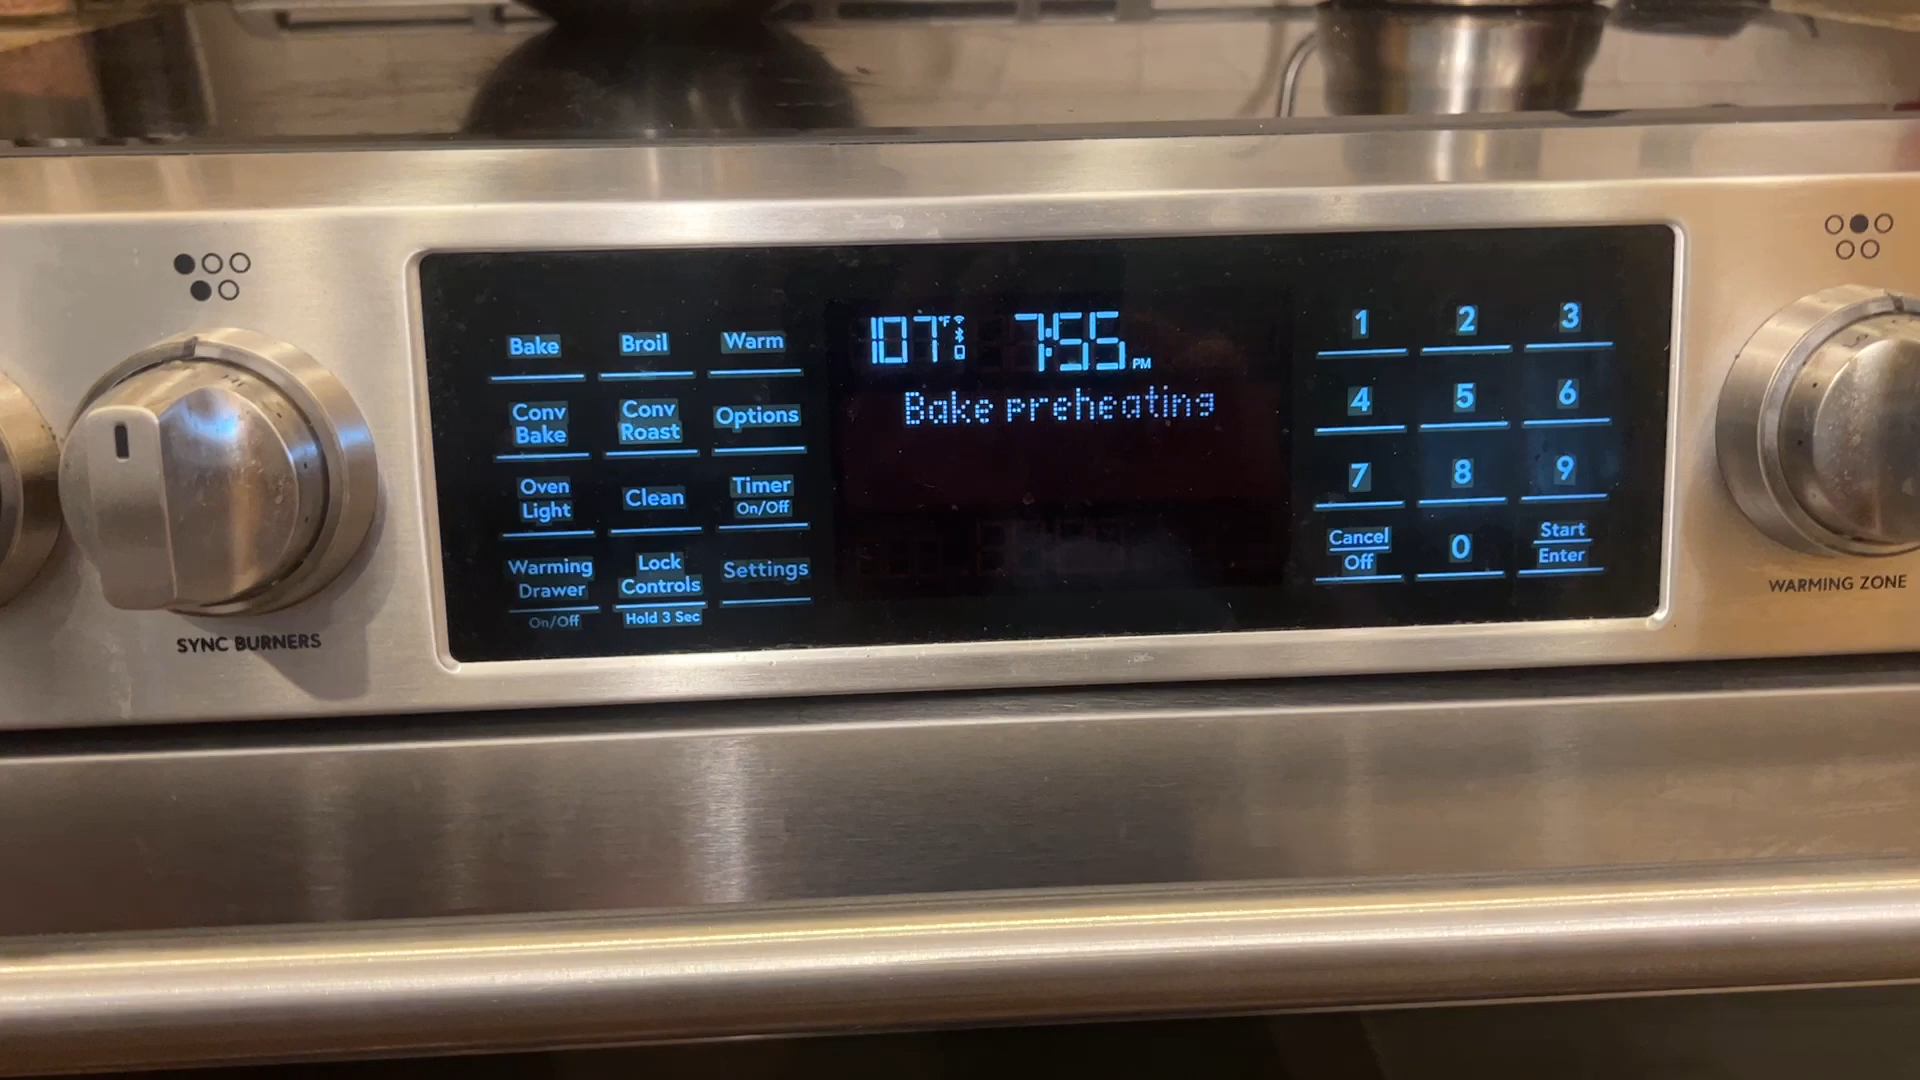 107°F 7:55 PM
Bake preheating
Bake Broil Warm
Conv Bake
Conv Roast
Options
Oven Light
Clean
Timer On/Off
Warming Drawer On/Off
Lock Controls Hold 3 Sec
Settings
1 2 3
4 5 6
7 8 9
Cancel Off
0
Start Enter
SYNC BURNERS
WARMING ZONE